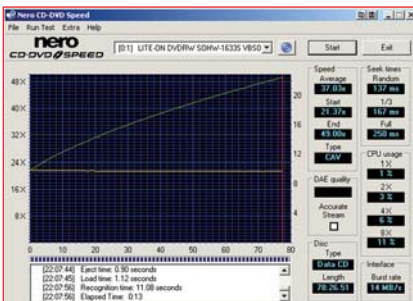 Nero CD-DVD Speed
File Run Test Extra Help
nero
CD·DVD SPEED
[0:1] LITE-ON DVDRW SOHW-1633S VBS0
Start
Exit
48X
40X
32X
24X
16X
8X
20
16
12
8
4
0 10 20 30 40 50 60 70 80
[22:07:44] Eject time: 0.90 seconds
[22:07:45] Load time: 1.12 seconds
[22:07:56] Recognition time: 11.08 seconds
[22:07:56] Elapsed Time: 0:13
Speed
Average
37.03x
Start
21.37x
End
49.00x
Type
CAV
DAE quality
Accurate
Stream
Disc
Type
Data CD
Length
78:26.51
Seek times
Random
137 ms
1/3
167 ms
Full
250 ms
CPU usage
1X
1 %
2X
3 %
4X
6 %
8X
11 %
Interface
Burst rate
14 MB/s